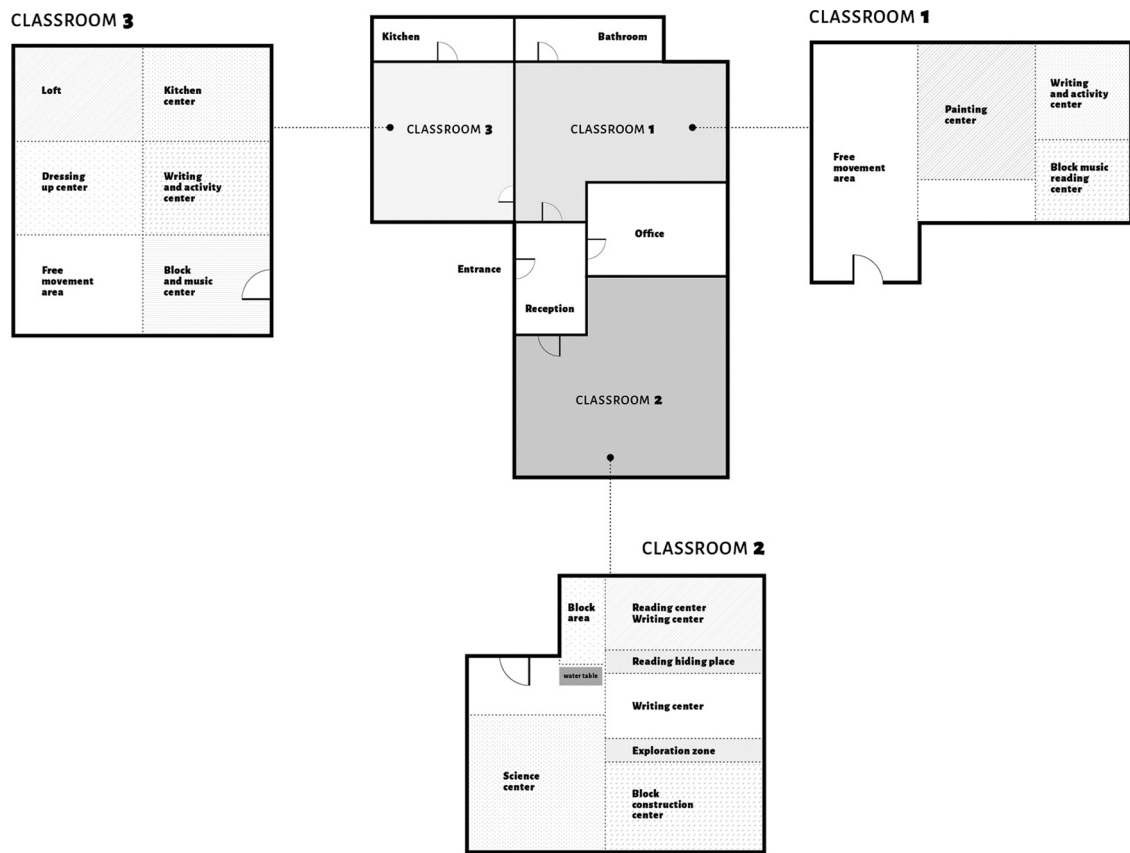 CLASSROOM 3
Loft
Kitchen
center
Dressing
up center
Writing
and activity
center
Free
movement
area
Block
and music
center
Kitchen
Bathroom
CLASSROOM 3
CLASSROOM 1
Office
Entrance
Reception
CLASSROOM 2
CLASSROOM 1
Free
movement
area
Painting
center
Writing
and activity
center
Block music
reading
center
CLASSROOM 2
Block
area
Reading center
Writing center
Reading hiding place
water table
Writing center
Exploration zone
Science
center
Block
construction
center